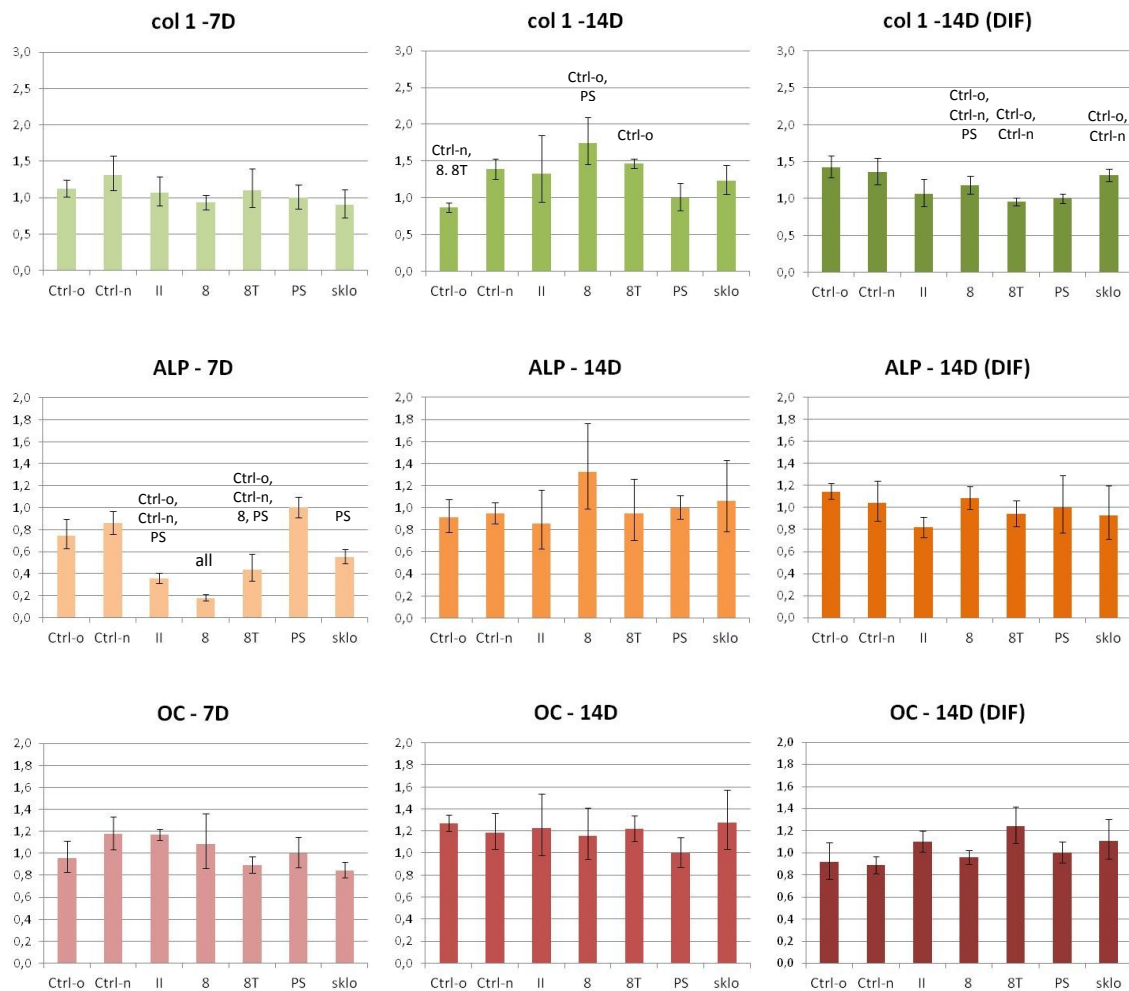 col 1 -7D
3,0
2,5
2,0
1,5
1,0
0,5
0,0
Ctrl-o Ctrl-n II 8 8T PS sklo
col 1 -14D
3,0
2,5
2,0
1,5
1,0
0,5
0,0
Ctrl-n,
8. 8T
Ctrl-o,
PS
Ctrl-o
Ctrl-o Ctrl-n II 8 8T PS sklo
col 1 -14D (DIF)
3,0
2,5
2,0
1,5
1,0
0,5
0,0
Ctrl-o,
Ctrl-n,
PS
Ctrl-o,
Ctrl-n
Ctrl-o,
Ctrl-n
Ctrl-o Ctrl-n II 8 8T PS sklo
ALP - 7D
2,0
1,8
1,6
1,4
1,2
1,0
0,8
0,6
0,4
0,2
0,0
Ctrl-o,
Ctrl-n,
PS
all
Ctrl-o,
Ctrl-n,
8, PS
PS
Ctrl-o Ctrl-n II 8 8T PS sklo
ALP - 14D
2,0
1,8
1,6
1,4
1,2
1,0
0,8
0,6
0,4
0,2
0,0
Ctrl-o Ctrl-n II 8 8T PS sklo
ALP - 14D (DIF)
2,0
1,8
1,6
1,4
1,2
1,0
0,8
0,6
0,4
0,2
0,0
Ctrl-o Ctrl-n II 8 8T PS sklo
OC - 7D
2,0
1,8
1,6
1,4
1,2
1,0
0,8
0,6
0,4
0,2
0,0
Ctrl-o Ctrl-n II 8 8T PS sklo
OC - 14D
2,0
1,8
1,6
1,4
1,2
1,0
0,8
0,6
0,4
0,2
0,0
Ctrl-o Ctrl-n II 8 8T PS sklo
OC - 14D (DIF)
2,0
1,8
1,6
1,4
1,2
1,0
0,8
0,6
0,4
0,2
0,0
Ctrl-o Ctrl-n II 8 8T PS sklo